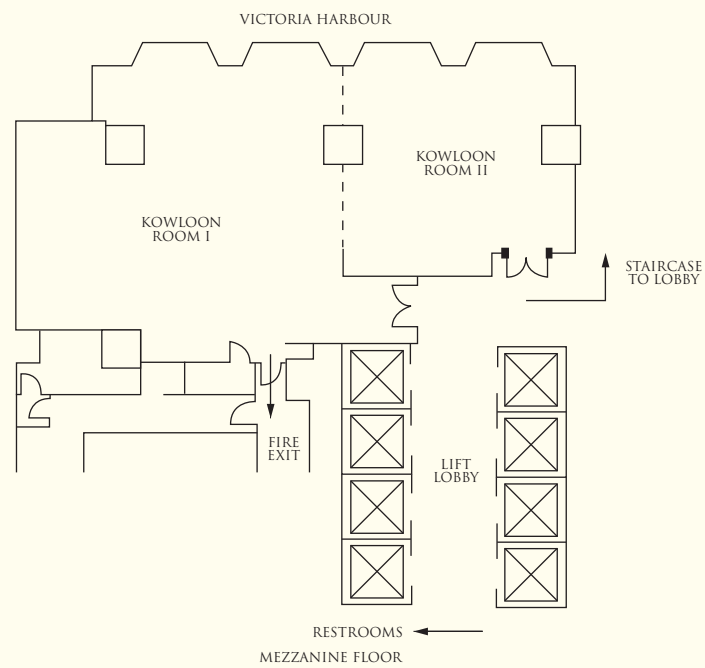 VICTORIA HARBOUR
KOWLOON
ROOM II
KOWLOON
ROOM I
STAIRCASE
TO LOBBY
FIRE
EXIT
LIFT
LOBBY
RESTROOMS
MEZZANINE FLOOR